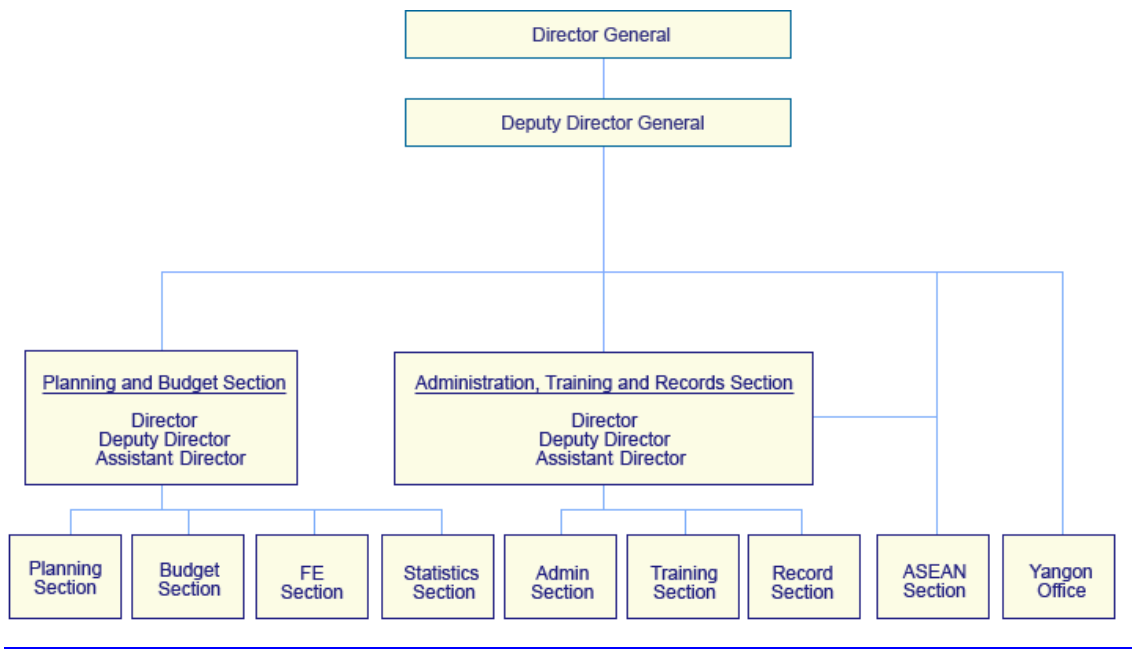 Director General
Deputy Director General
Planning and Budget Section
Director
Deputy Director
Assistant Director
Administration, Training and Records Section
Director
Deputy Director
Assistant Director
Planning
Section
Budget
Section
FE
Section
Statistics
Section
Admin
Section
Training
Section
Record
Section
ASEAN
Section
Yangon
Office